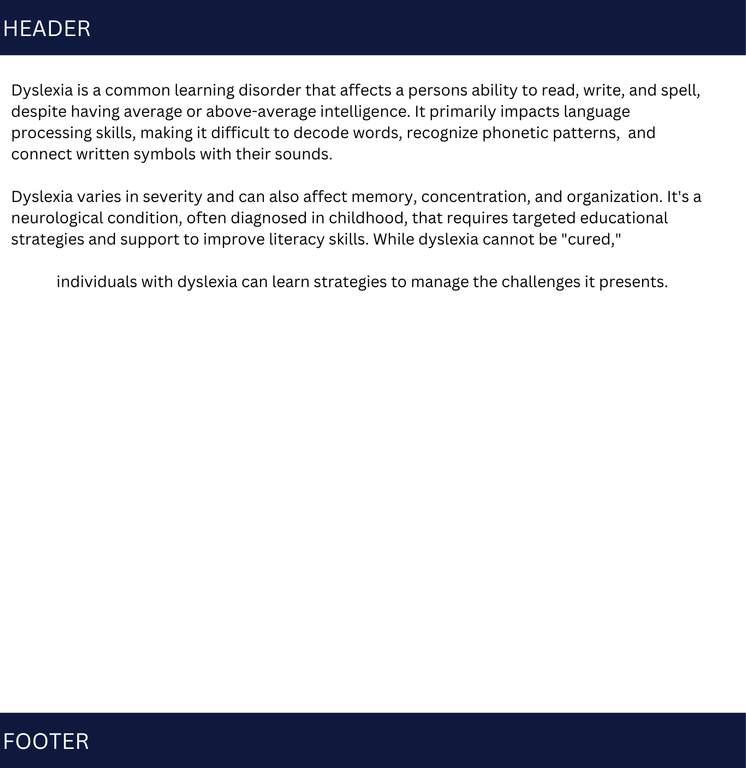 HEADER
Dyslexia is a common learning disorder that affects a persons ability to read, write, and spell,
despite having average or above-average intelligence. It primarily impacts language
processing skills, making it difficult to decode words, recognize phonetic patterns,  and
connect written symbols with their sounds.
Dyslexia varies in severity and can also affect memory, concentration, and organization. It's a
neurological condition, often diagnosed in childhood, that requires targeted educational
strategies and support to improve literacy skills. While dyslexia cannot be "cured,"
individuals with dyslexia can learn strategies to manage the challenges it presents.
FOOTER